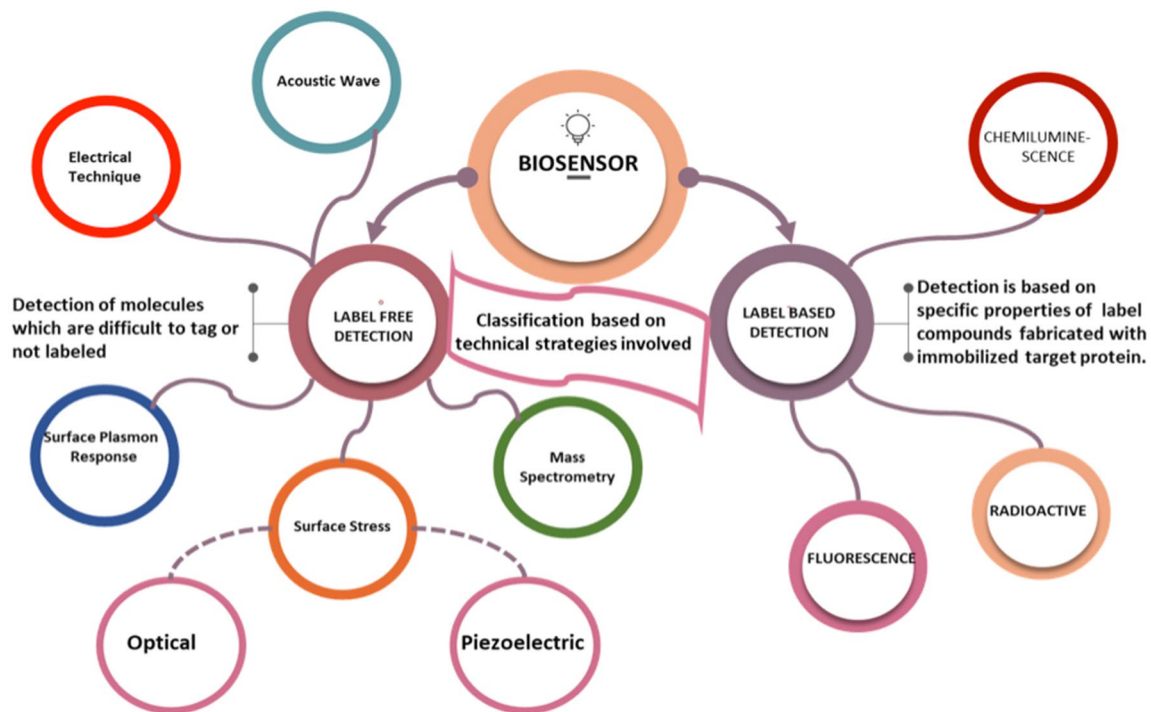 Acoustic Wave
BIOSENSOR
CHEMILUMINE-
SCENCE
Electrical
Technique
Detection of molecules
which are difficult to tag or
not labeled
LABEL FREE
DETECTION
Classification based on
technical strategies involved
LABEL BASED
DETECTION
Detection is based on
specific properties of label
compounds fabricated with
immobilized target protein.
Surface Plasmon
Response
Mass
Spectrometry
Surface Stress
RADIOACTIVE
FLUORESCENCE
Optical
Piezoelectric